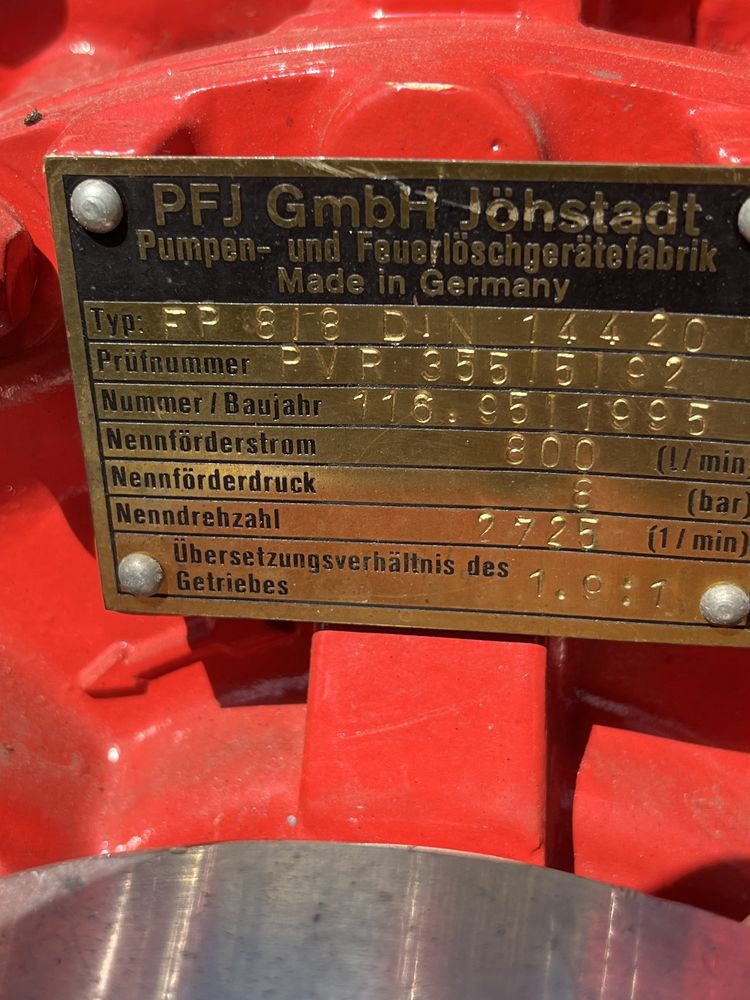 PFJ GmbH Jöhstadt
Pumpen- und Feuerlöschgerätefabrik
Made in Germany
Typ: FP 8/8 DIN 14420
Prüfnummer PVR 355/5/92
Nummer/Baujahr 116.95/1995
Nennförderstrom 800 (l/min
Nennförderdruck 8 (bar)
Nenndrehzahl 2725 (1/min)
Übersetzungsverhältnis des
Getriebes 1.0:1